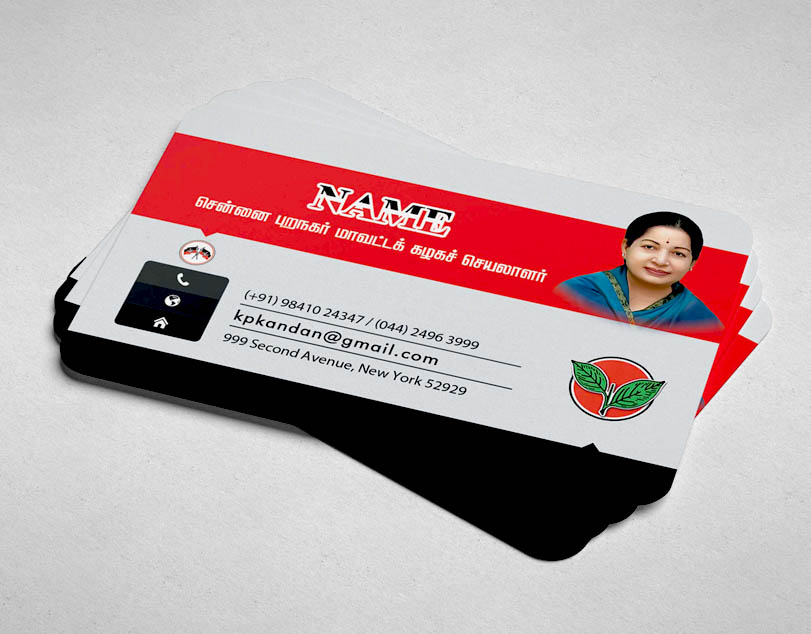 NAME
சென்னை புறநகர் மாவட்டக் கழகச் செயலாளர்
(+91) 98410 24347 / (044) 2496 3999
kpkandan@gmail.com
999 Second Avenue, New York 52929